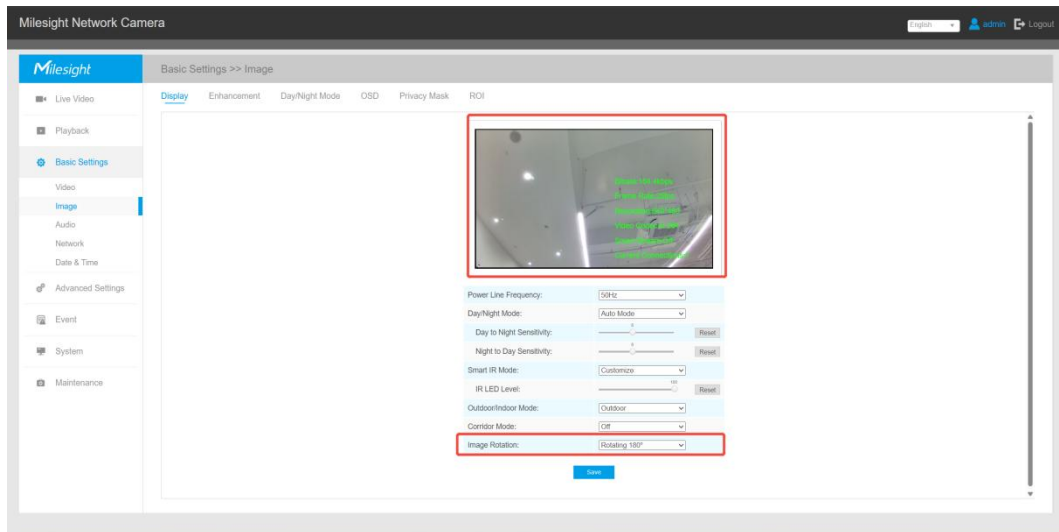 Milesight Network Camera
English
admin
Logout
Milesight
Basic Settings >> Image
Live Video
Playback
Basic Settings
Video
Image
Audio
Network
Date & Time
Advanced Settings
Event
System
Maintenance
Display Enhancement Day/Night Mode OSD Privacy Mask ROI
Power Line Frequency: 50Hz
Day/Night Mode: Auto Mode
Day to Night Sensitivity: Reset
Night to Day Sensitivity: Reset
Smart IR Mode: Customize
IR LED Level: 100 Reset
Outdoor/Indoor Mode: Outdoor
Corridor Mode: Off
Image Rotation: Rotating 180°
Save